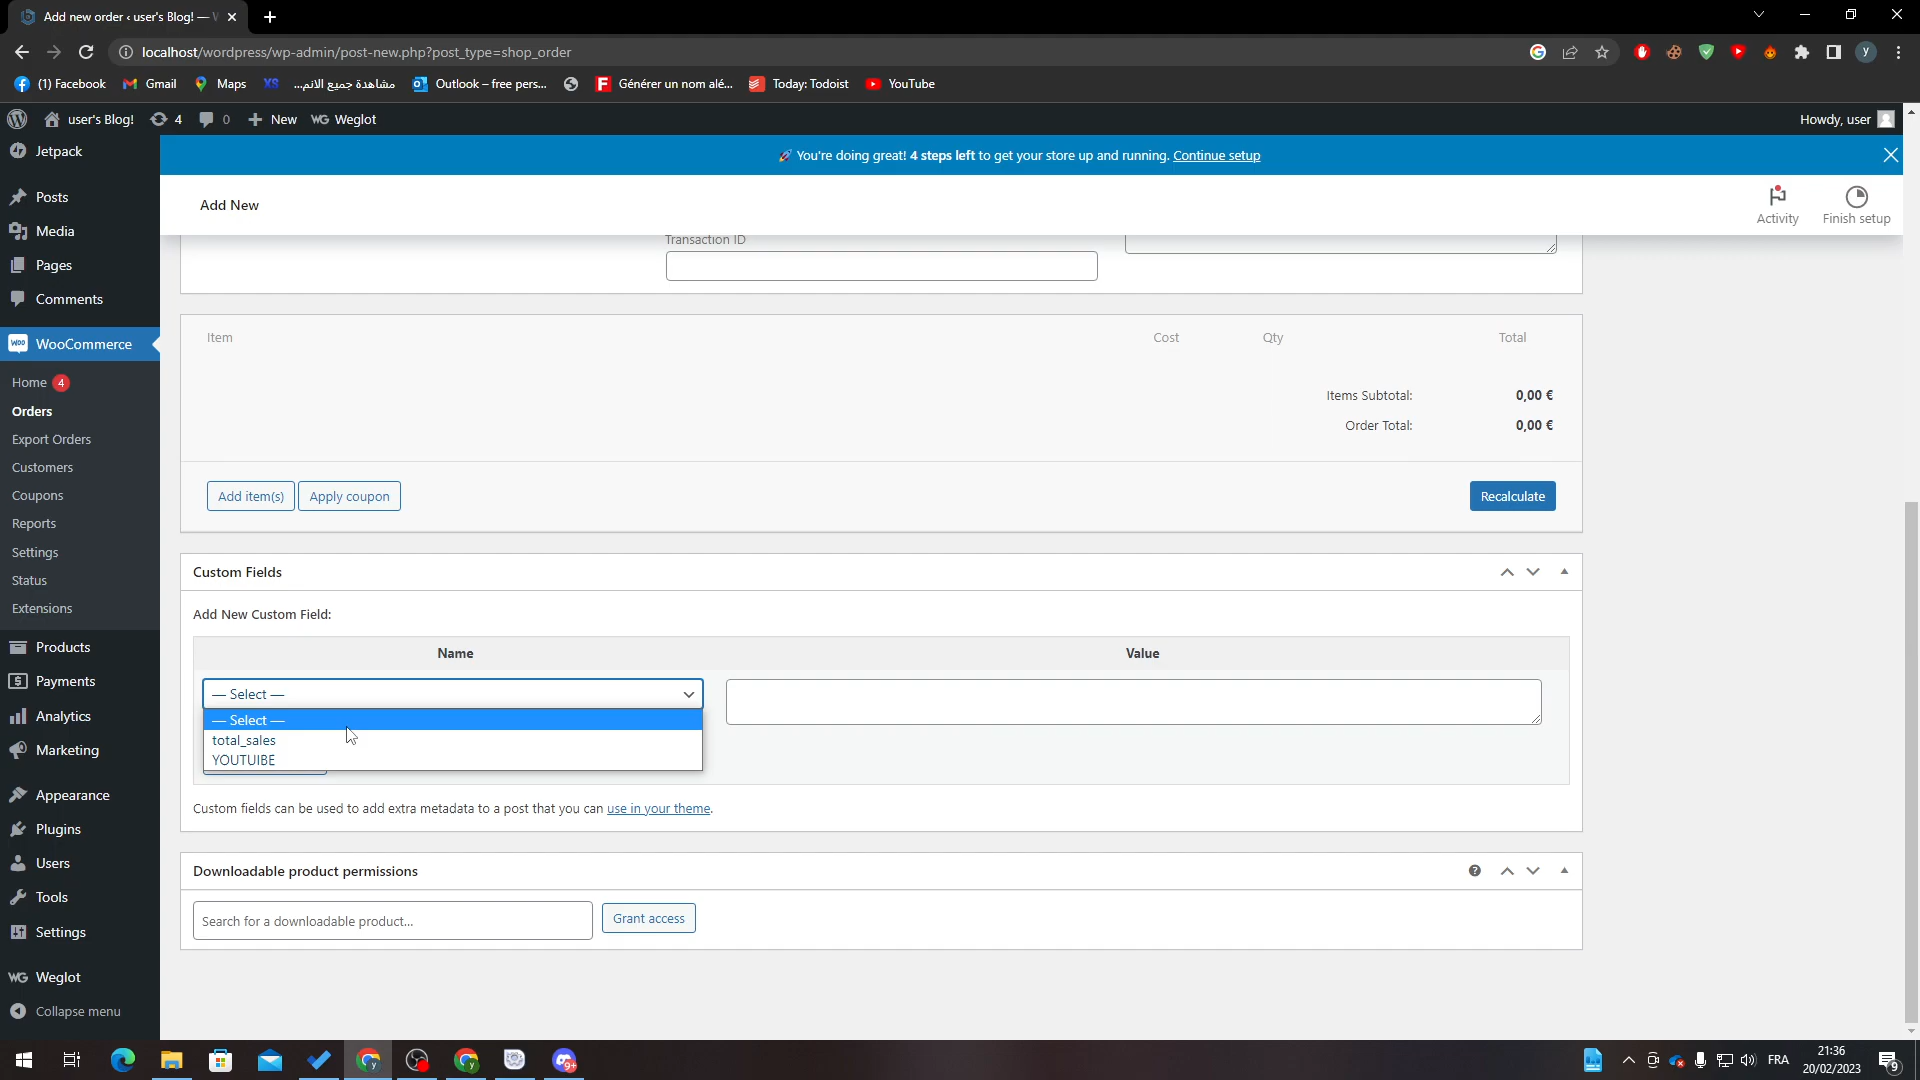 Add new order ‹ user's Blog! — W
localhost/wordpress/wp-admin/post-new.php?post_type=shop_order
(1) Facebook
Gmail
Maps
XS
مشاهدة جميع الانم...
Outlook – free pers...
Générer un nom alé...
Today: Todoist
YouTube
user's Blog!
4
0
New
WG Weglot
Howdy, user
Jetpack
You're doing great! 4 steps left to get your store up and running. Continue setup
Posts
Media
Pages
Comments
Add New
Activity
Finish setup
Transaction ID
WooCommerce
Home 4
Orders
Export Orders
Customers
Coupons
Reports
Settings
Status
Extensions
Item Cost Qty Total
Items Subtotal: 0,00 €
Order Total: 0,00 €
Add item(s)
Apply coupon
Recalculate
Custom Fields
Add New Custom Field:
Name Value
— Select —
— Select —
total_sales
YOUTUIBE
Custom fields can be used to add extra metadata to a post that you can use in your theme.
Products
Payments
Analytics
Marketing
Appearance
Plugins
Users
Tools
Settings
WG Weglot
Collapse menu
Downloadable product permissions
Search for a downloadable product...
Grant access
FRA
21:36
20/02/2023
9